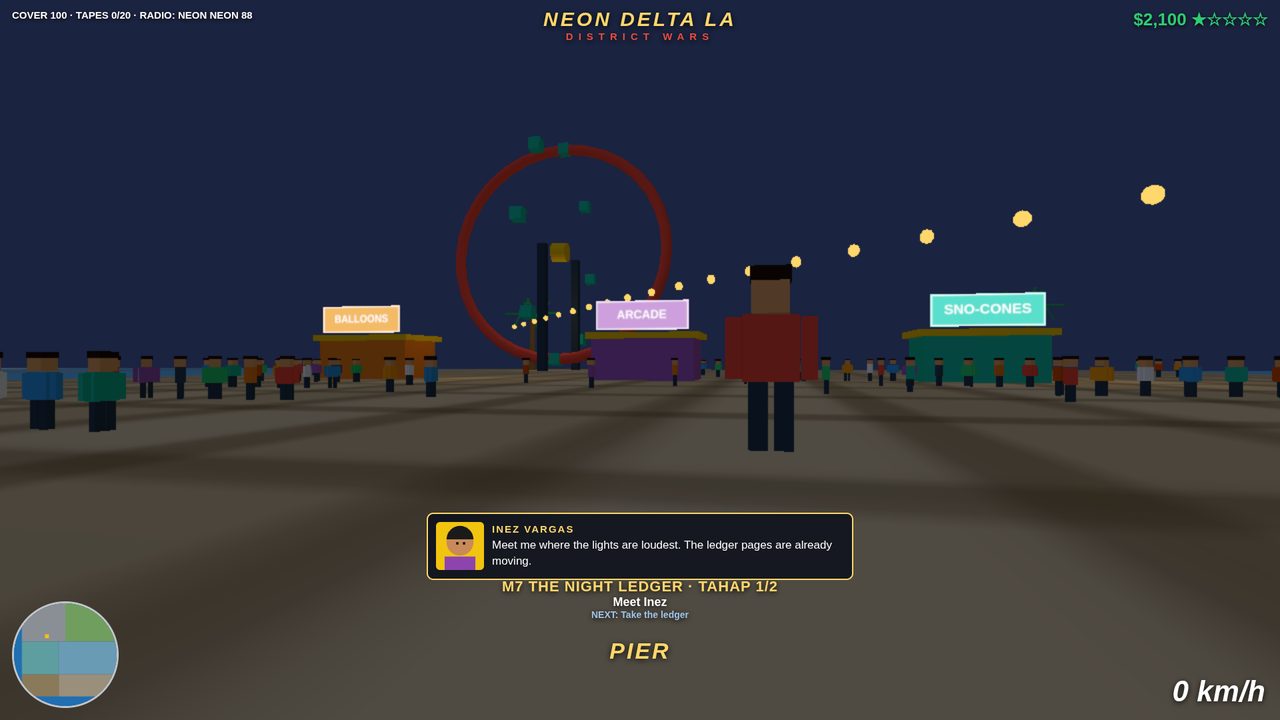 COVER 100 · TAPES 0/20 · RADIO: NEON NEON 88
NEON DELTA LA
DISTRICT WARS
$2,100 ★☆☆☆☆
BALLOONS
ARCADE
SNO-CONES
INEZ VARGAS
Meet me where the lights are loudest. The ledger pages are already
moving.
M7 THE NIGHT LEDGER · TAHAP 1/2
Meet Inez
NEXT: Take the ledger
PIER
0 km/h